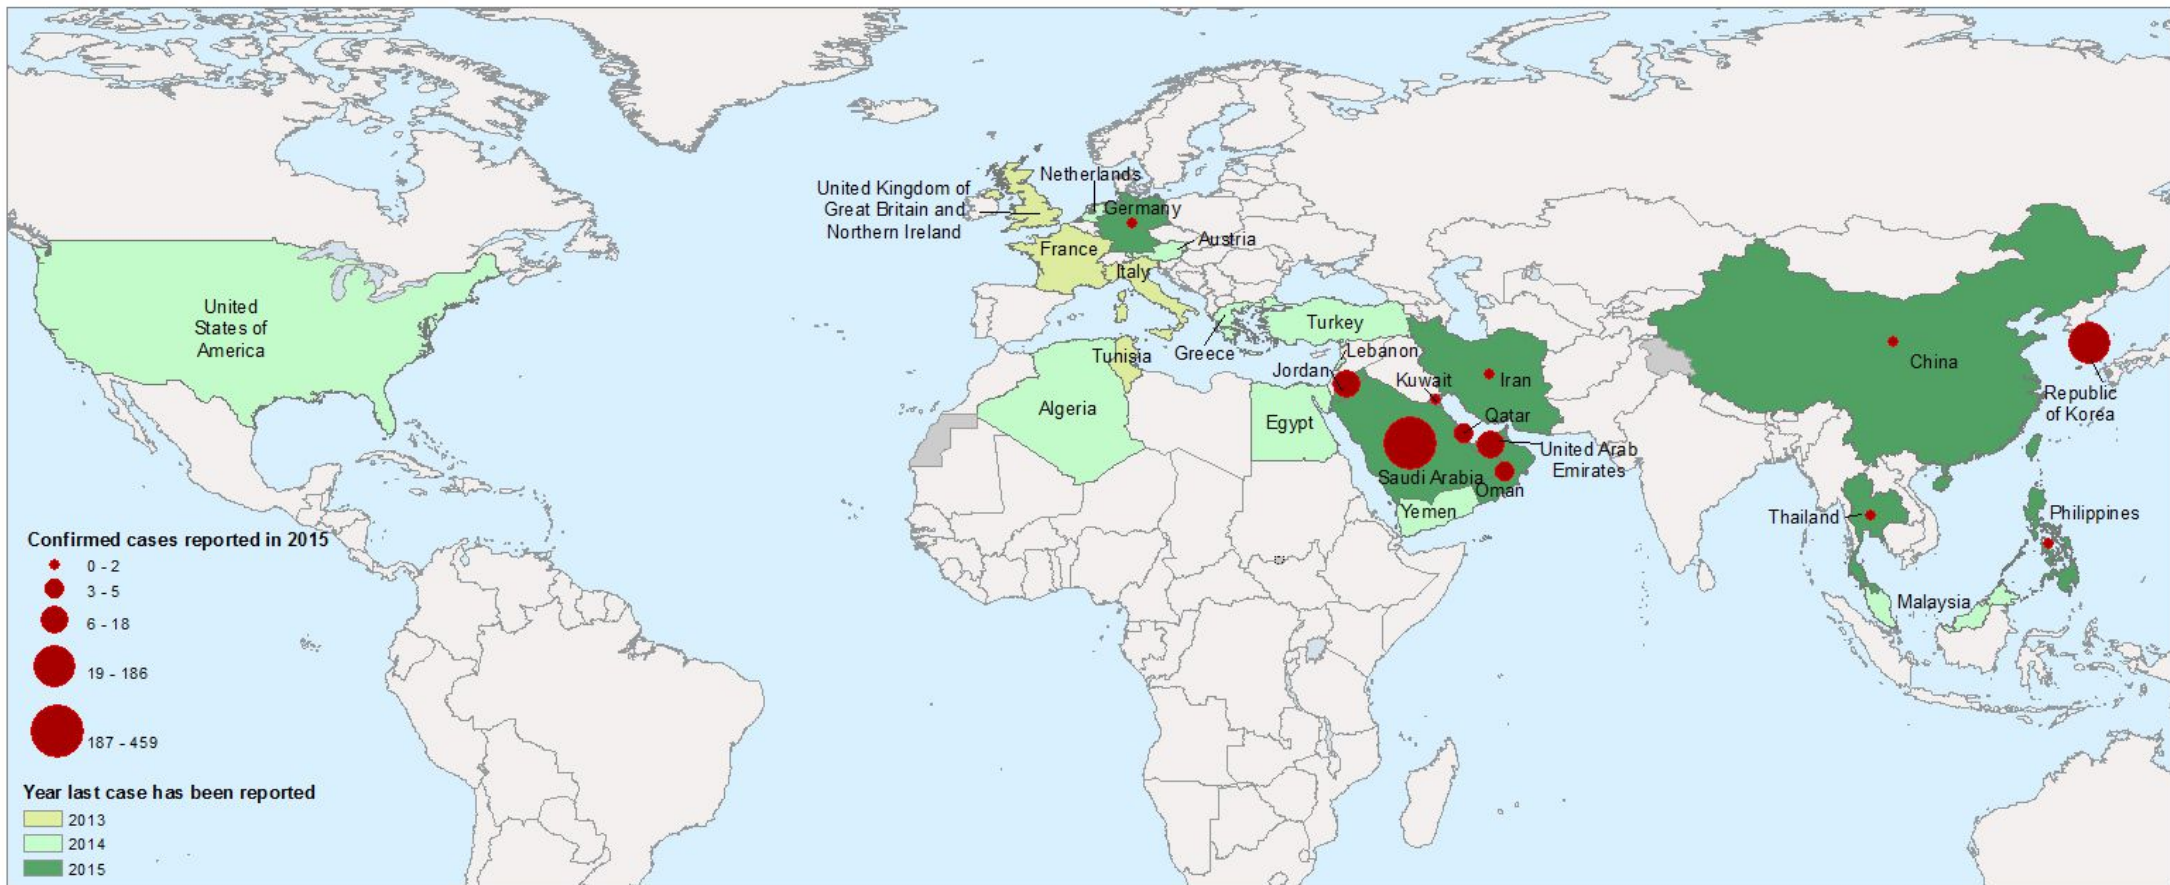 Netherlands
United Kingdom of
Great Britain and
Northern Ireland
Germany
Austria
France
Italy
United
States of
America
Turkey
Greece
Tunisia
Lebanon
Jordan
Kuwait
Iran
China
Republic
of Korea
Algeria
Egypt
Qatar
United Arab
Emirates
Saudi Arabia
Oman
Yemen
Thailand
Philippines
Malaysia
Confirmed cases reported in 2015
0 - 2
3 - 5
6 - 18
19 - 186
187 - 459
Year last case has been reported
2013
2014
2015